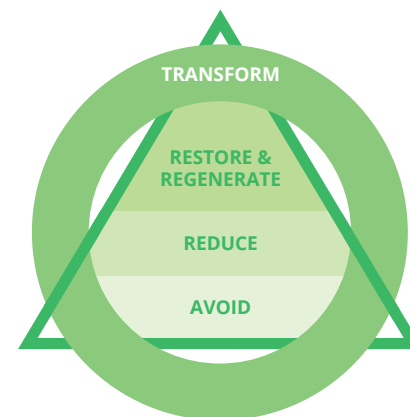 TRANSFORM
RESTORE &
REGENERATE
REDUCE
AVOID